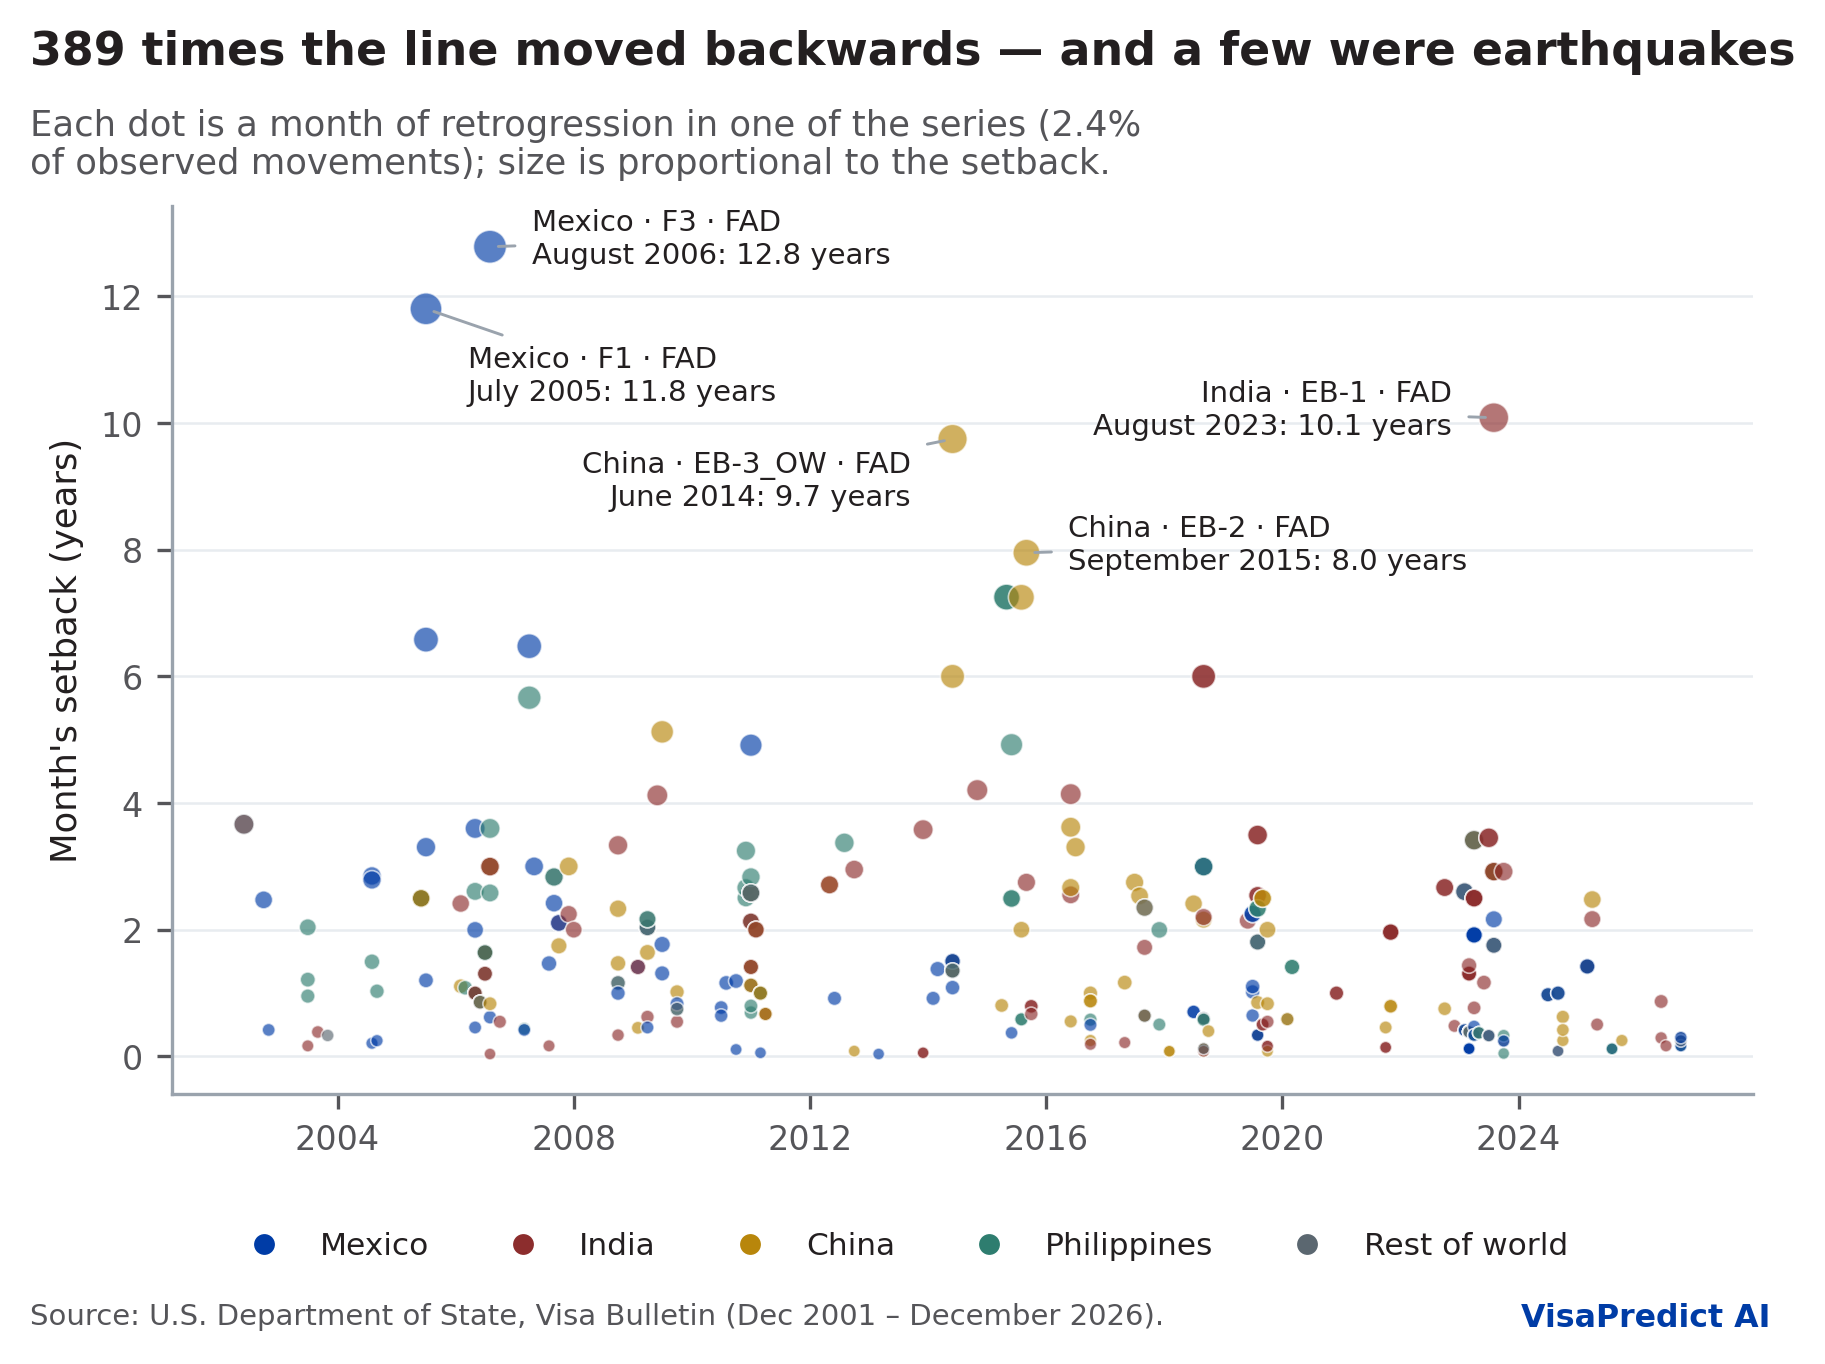 389 times the line moved backwards — and a few were earthquakes
Each dot is a month of retrogression in one of the series (2.4%
of observed movements); size is proportional to the setback.
Mexico · F3 · FAD
August 2006: 12.8 years
Mexico · F1 · FAD
July 2005: 11.8 years
India · EB-1 · FAD
August 2023: 10.1 years
China · EB-3_OW · FAD
June 2014: 9.7 years
China · EB-2 · FAD
September 2015: 8.0 years
Month's setback (years)
12
10
8
6
4
2
0
2004 2008 2012 2016 2020 2024
Mexico India China Philippines Rest of world
Source: U.S. Department of State, Visa Bulletin (Dec 2001 – December 2026).
VisaPredict AI